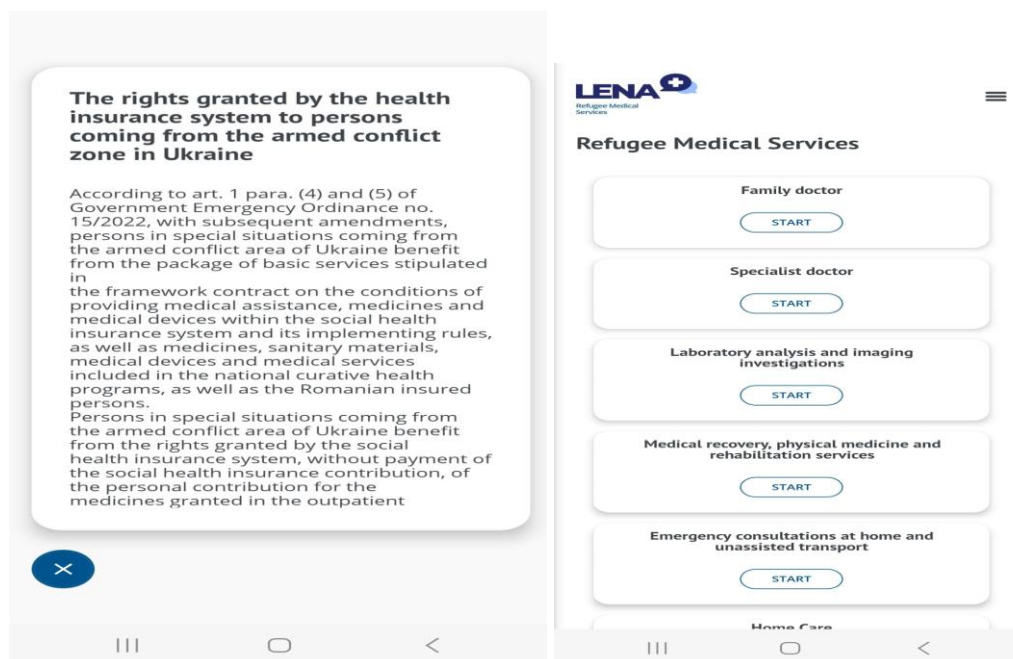 The rights granted by the health
insurance system to persons
coming from the armed conflict
zone in Ukraine
According to art. 1 para. (4) and (5) of
Government Emergency Ordinance no.
15/2022, with subsequent amendments,
persons in special situations coming from
the armed conflict area of Ukraine benefit
from the package of basic services stipulated
in
the framework contract on the conditions of
providing medical assistance, medicines and
medical devices within the social health
insurance system and its implementing rules,
as well as medicines, sanitary materials,
medical devices and medical services
included in the national curative health
programs, as well as the Romanian insured
persons.
Persons in special situations coming from
the armed conflict area of Ukraine benefit
from the rights granted by the social
health insurance system, without payment of
the social health insurance contribution, of
the personal contribution for the
medicines granted in the outpatient
LENA
Refugee Medical
Services
Refugee Medical Services
Family doctor
START
Specialist doctor
START
Laboratory analysis and imaging
investigations
START
Medical recovery, physical medicine and
rehabilitation services
START
Emergency consultations at home and
unassisted transport
START
Home Care